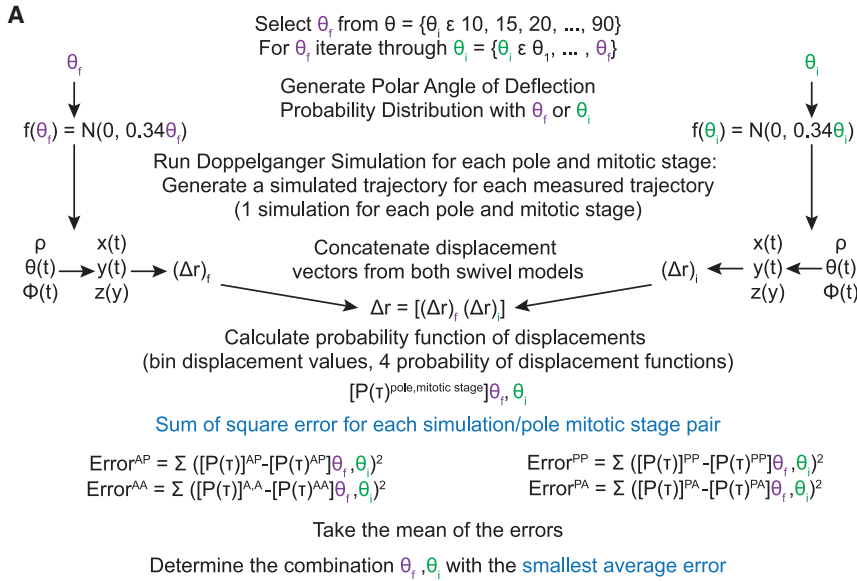 A
Select θf from θ = {θi ε 10, 15, 20, ..., 90}
For θf iterate through θi = {θi ε θ1, ... , θf}
θf
θi
Generate Polar Angle of Deflection
Probability Distribution with θf or θi
f(θf) = N(0, 0.34θf)
f(θi) = N(0, 0.34θi)
Run Doppelganger Simulation for each pole and mitotic stage:
Generate a simulated trajectory for each measured trajectory
(1 simulation for each pole and mitotic stage)
ρ
θ(t)
Φ(t)
x(t)
y(t)
z(y)
(Δr)f
Concatenate displacement
vectors from both swivel models
(Δr)i
x(t)
y(t)
z(y)
ρ
θ(t)
Φ(t)
Δr = [(Δr)f (Δr)i]
Calculate probability function of displacements
(bin displacement values, 4 probability of displacement functions)
[P(τ)pole,mitotic stage]θf, θi
Sum of square error for each simulation/pole mitotic stage pair
ErrorAP = Σ ([P(τ)]AP-[P(τ)AP]θf,θi)2
ErrorAA = Σ ([P(τ)]A,A-[P(τ)AA]θf,θi)2
ErrorPP = Σ ([P(τ)]PP-[P(τ)PP]θf,θi)2
ErrorPA = Σ ([P(τ)]PA-[P(τ)PA]θf,θi)2
Take the mean of the errors
Determine the combination θf ,θi with the smallest average error